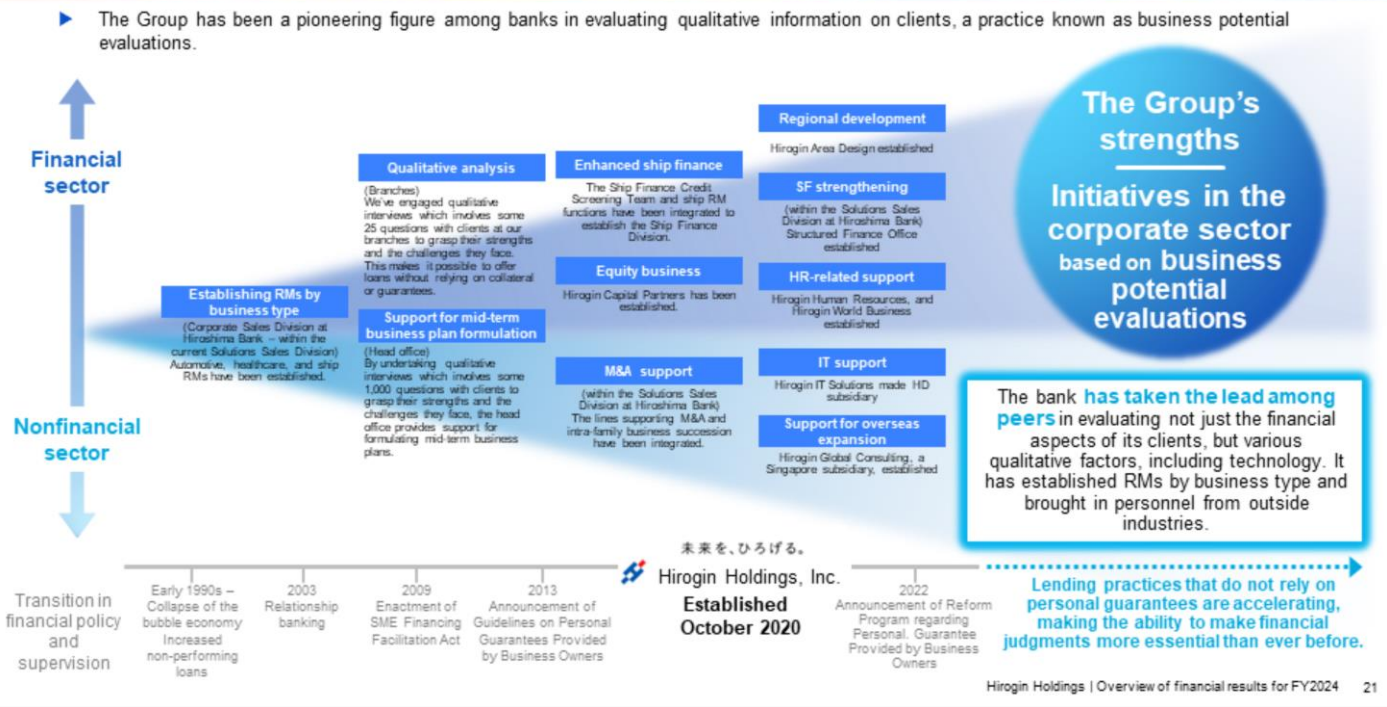 The Group has been a pioneering figure among banks in evaluating qualitative information on clients, a practice known as business potential
evaluations.
Financial
sector
Nonfinancial
sector
Establishing RMs by
business type
(Corporate Sales Division at
Hiroshima Bank – within the
current Solutions Sales Division)
Automotive, healthcare, and ship
RMs have been established.
Qualitative analysis
(Branches)
We've engaged qualitative
interviews which involves some
25 questions with clients at our
branches to grasp their strengths
and the challenges they face.
This makes it possible to offer
loans without relying on collateral
or guarantees.
Support for mid-term
business plan formulation
(Head office)
By undertaking qualitative
interviews which involves some
1,000 questions with clients to
grasp their strengths and the
challenges they face, the head
office provides support for
formulating mid-term business
plans.
Enhanced ship finance
The Ship Finance Credit
Screening Team and ship RM
functions have been integrated to
establish the Ship Finance
Division.
Equity business
Hirogin Capital Partners has been
established.
M&A support
(within the Solutions Sales
Division at Hiroshima Bank)
The lines supporting M&A and
intra-family business succession
have been integrated.
Regional development
Hirogin Area Design established
SF strengthening
(within the Solutions Sales
Division at Hiroshima Bank)
Structured Finance Office
established
HR-related support
Hirogin Human Resources, and
Hirogin World Business
established
IT support
Hirogin IT Solutions made HD
subsidiary
Support for overseas
expansion
Hirogin Global Consulting, a
Singapore subsidiary, established
The Group's
strengths
Initiatives in the
corporate sector
based on business
potential
evaluations
The bank has taken the lead among
peers in evaluating not just the financial
aspects of its clients, but various
qualitative factors, including technology. It
has established RMs by business type and
brought in personnel from outside
industries.
Transition in
financial policy
and
supervision
Early 1990s –
Collapse of the
bubble economy
Increased
non-performing
loans
2003
Relationship
banking
2009
Enactment of
SME Financing
Facilitation Act
2013
Announcement of
Guidelines on Personal
Guarantees Provided
by Business Owners
未来を、ひろげる。
Hirogin Holdings, Inc.
Established
October 2020
2022
Announcement of Reform
Program regarding
Personal. Guarantee
Provided by Business
Owners
Lending practices that do not rely on
personal guarantees are accelerating,
making the ability to make financial
judgments more essential than ever before.
Hirogin Holdings | Overview of financial results for FY2024 21